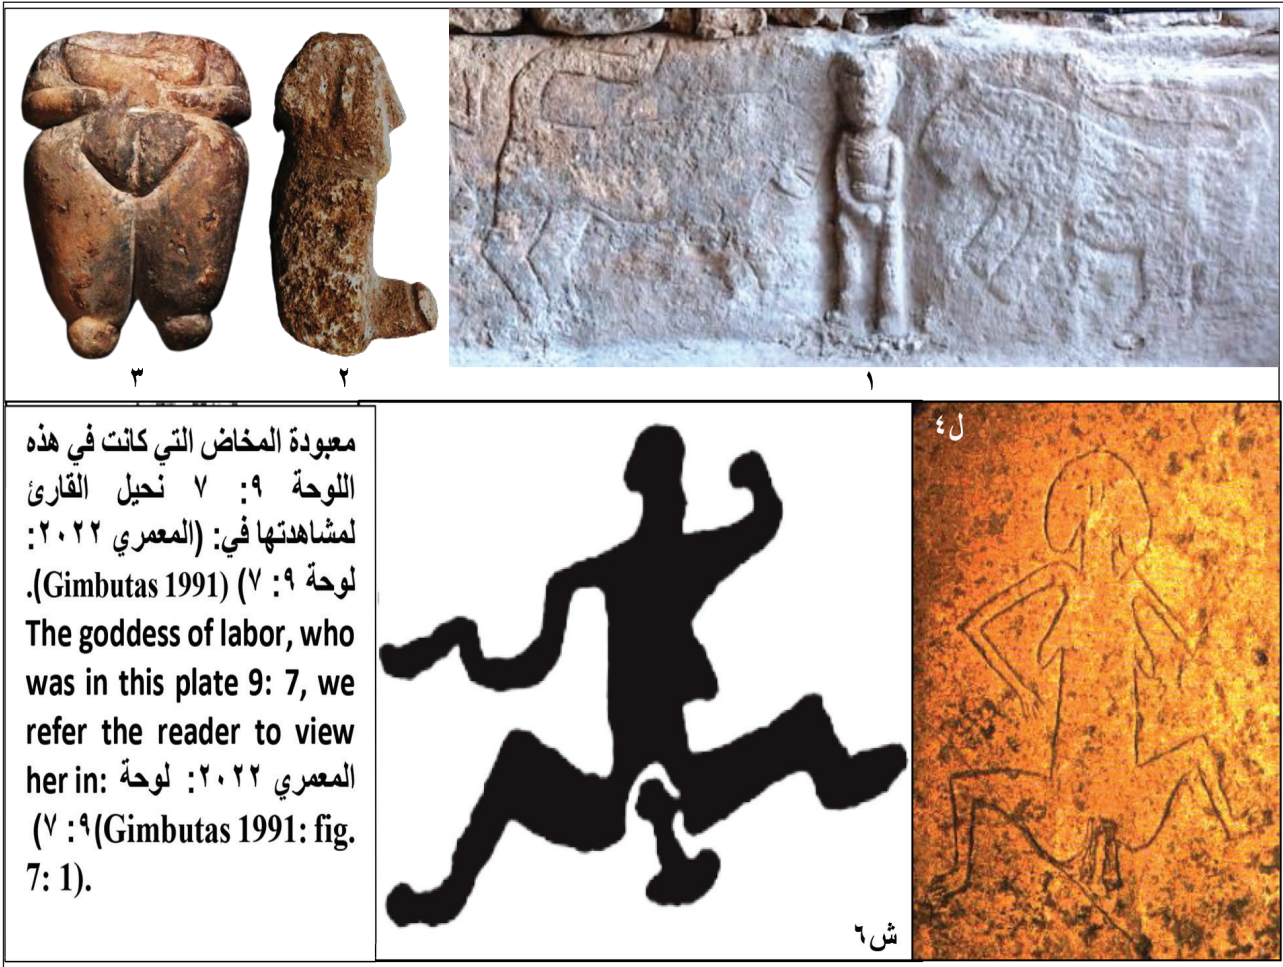 ٣
٢
١
معبودة المخاض التي كانت في هذه
اللوحة ٩: ٧ نحيل القارئ
لمشاهدتها في: (المعمري ٢٠٢٢:
لوحة ٩: ٧) (Gimbutas 1991).
The goddess of labor, who
was in this plate 9: 7, we
refer the reader to view
her in: المعمري ٢٠٢٢: لوحة
٩: ٧) (Gimbutas 1991: fig.
7: 1).
ش٦
ل٤